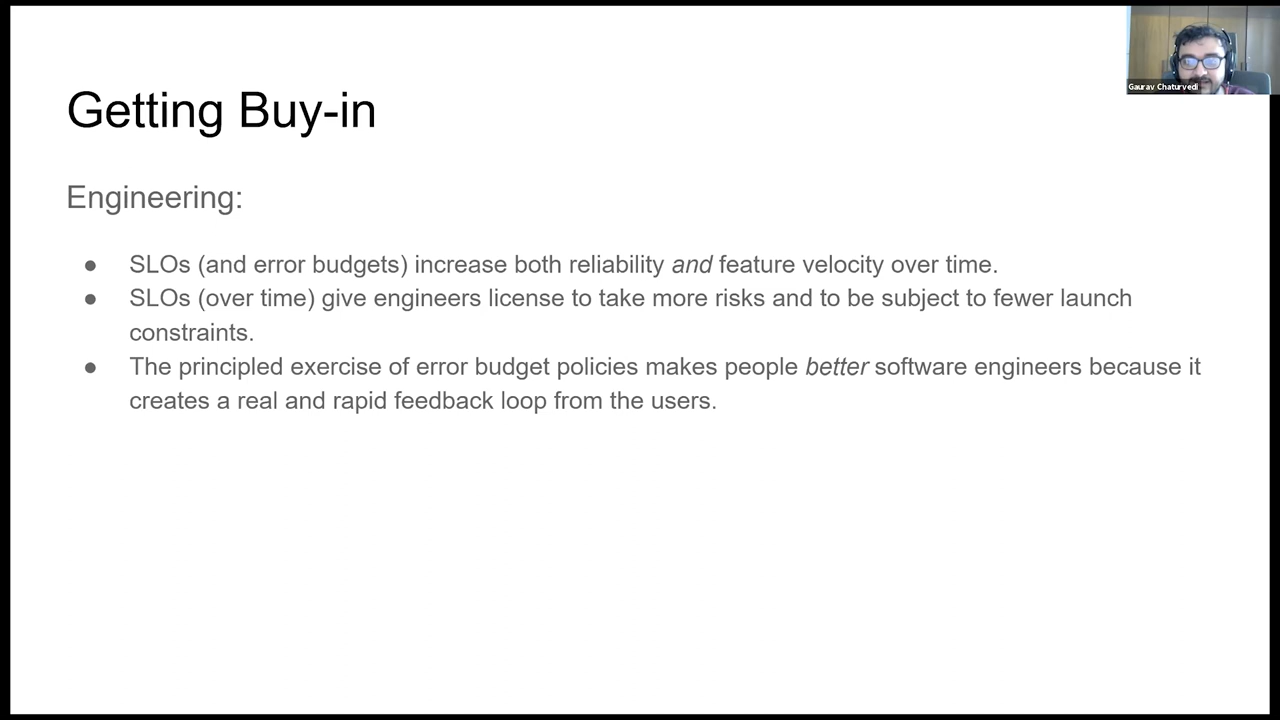 Getting Buy-in
Gaurav Chaturvedi
Engineering:
● SLOs (and error budgets) increase both reliability and feature velocity over time.
● SLOs (over time) give engineers license to take more risks and to be subject to fewer launch
constraints.
● The principled exercise of error budget policies makes people better software engineers because it
creates a real and rapid feedback loop from the users.